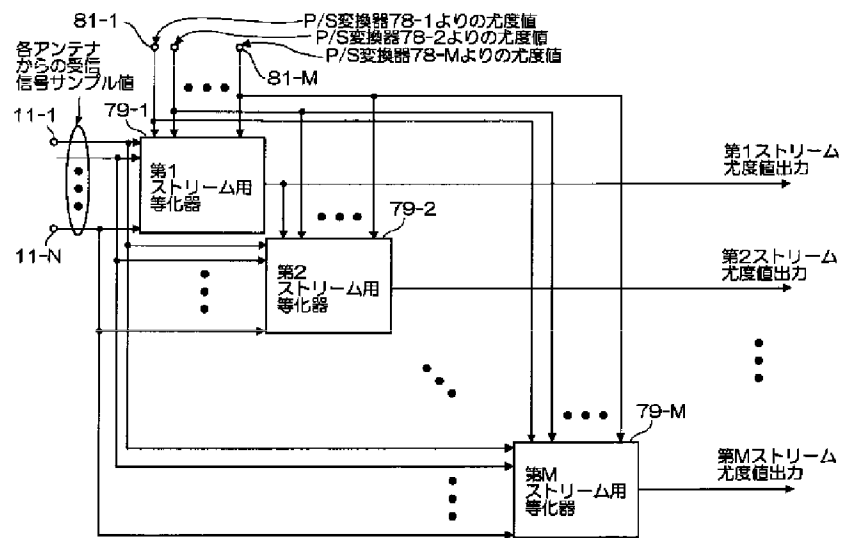 81-1
P/S変換器78-1よりの尤度値
P/S変換器78-2よりの尤度値
P/S変換器78-Mよりの尤度値
81-M
各アンテナ
からの受信
信号サンプル値
79-1
11-1
11-N
第1
ストリーム用
等化器
第1ストリーム
尤度値出力
79-2
第2
ストリーム用
等化器
第2ストリーム
尤度値出力
79-M
第M
ストリーム用
等化器
第Mストリーム
尤度値出力